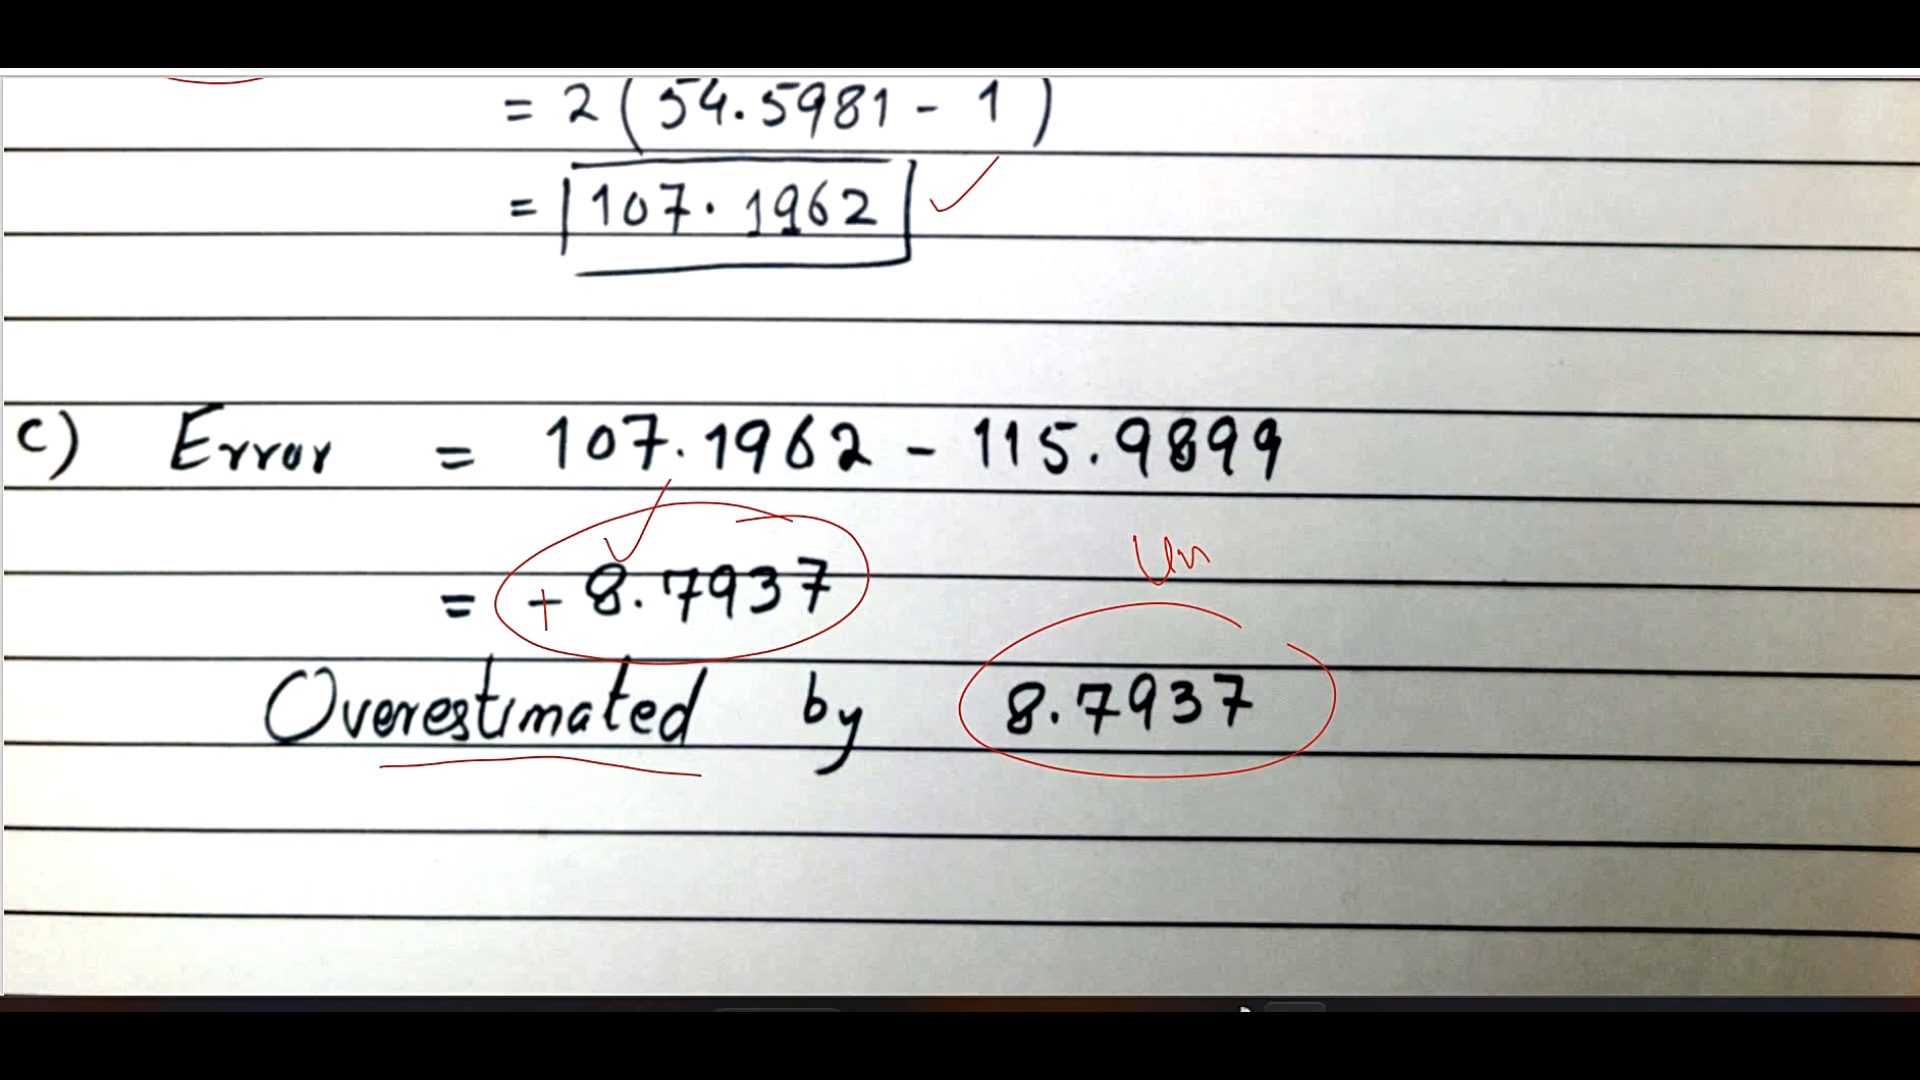 = 2 ( 54.5981 - 1 )
= 107.1962
c) Error = 107.1962 - 115.9899
Un
= - 8.7937
Overestimated by 8.7937